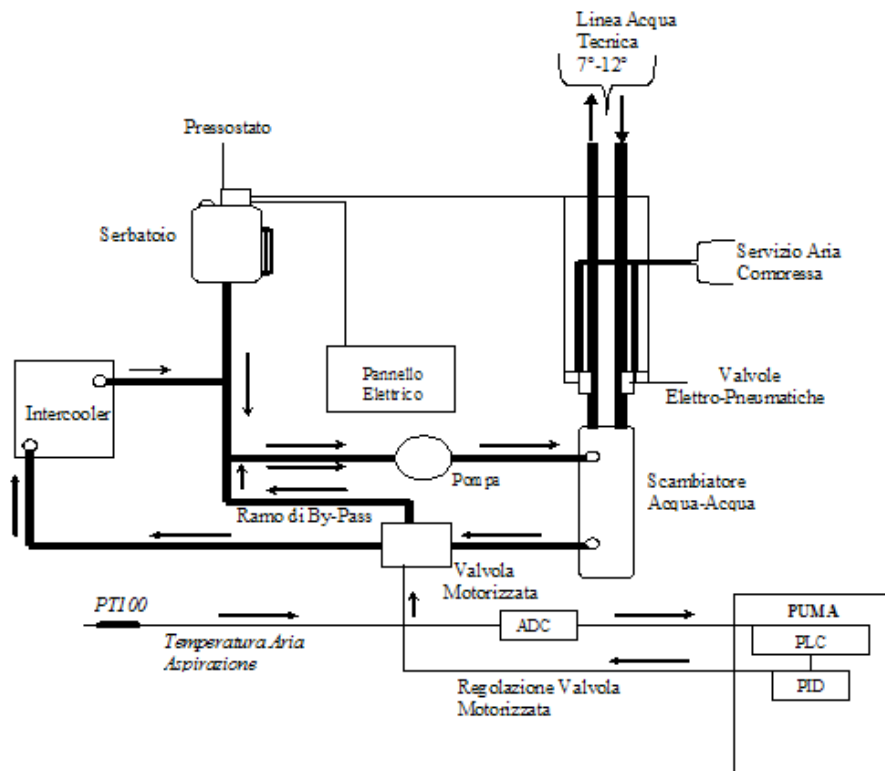 Linea Acqua
Tecnica
7°-12°
Pressostato
Serbatoio
Servizio Aria
Compressa
Pannello
Elettrico
Valvole
Elettro-Pneumatiche
Intercooler
Pompa
Scambiatore
Acqua-Acqua
Ramo di By-Pass
Valvola
Motorizzata
PT100
Temperatura Aria
Aspirazione
ADC
PUMA
PLC
PID
Regolazione Valvola
Motorizzata